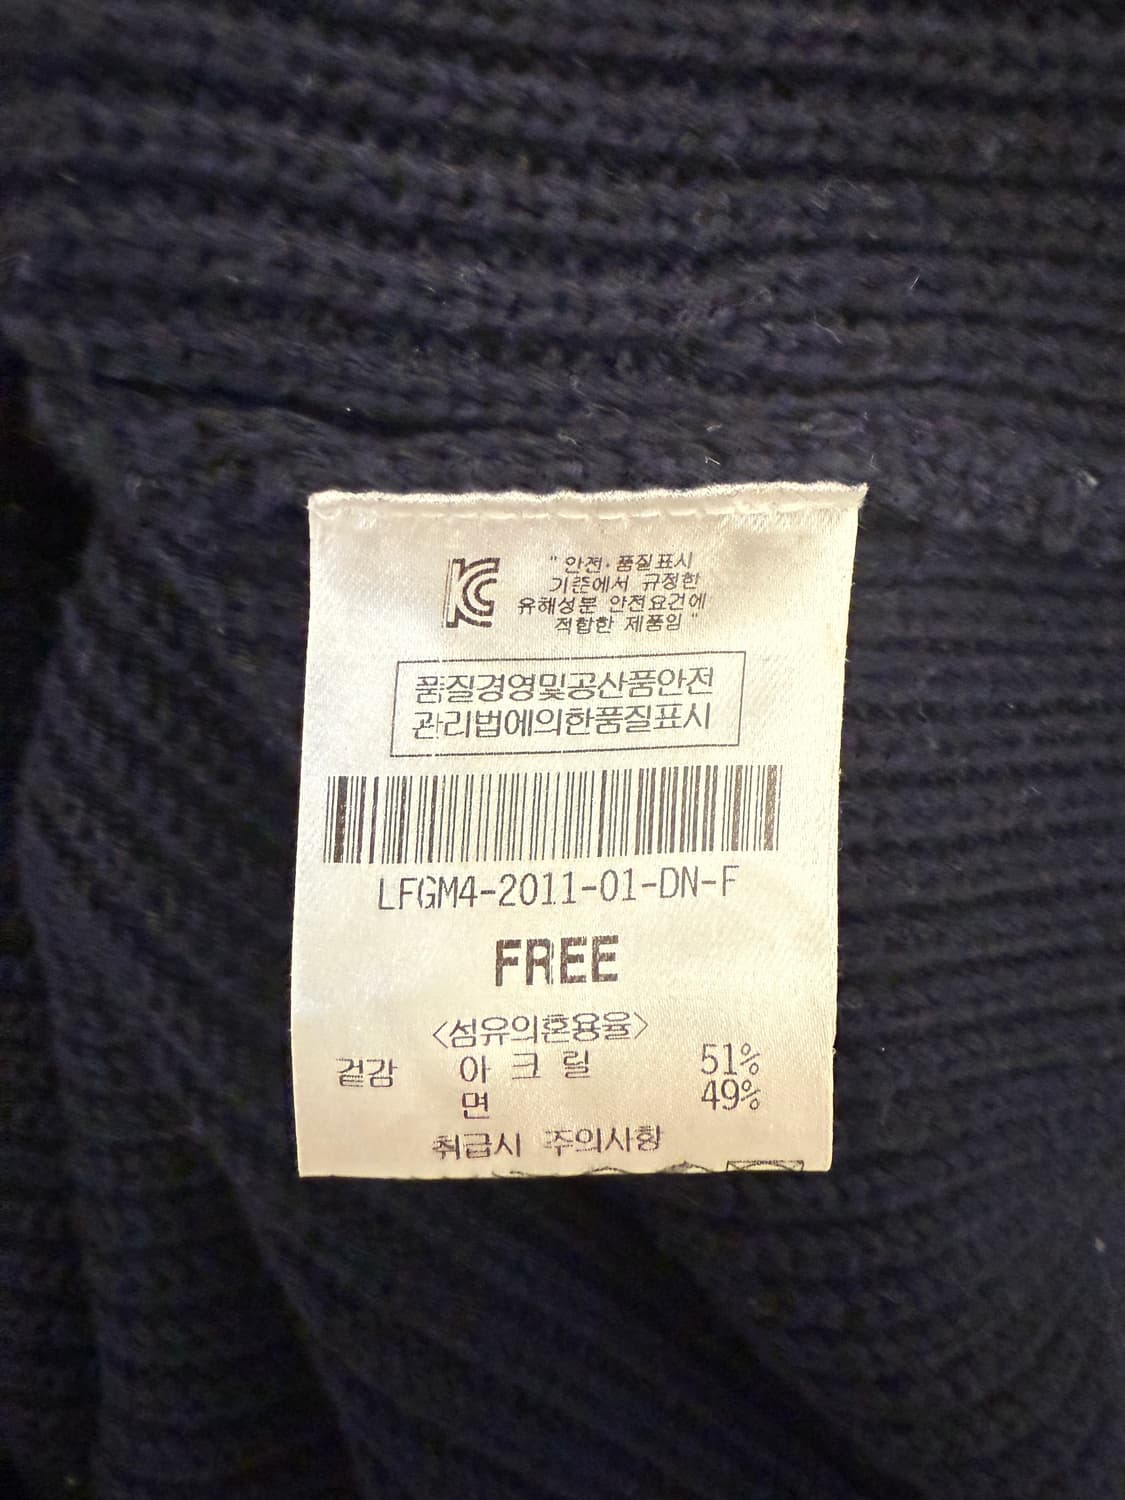 KC
" 안전·품질표시
기준에서 규정한
유해성분 안전요건에
적합한 제품임 "
품질경영및공산품안전
관리법에의한품질표시
LFGM4-2011-01-DN-F
FREE
<섬유의혼용율>
겉감 아크릴 51%
면 49%
취급시 주의사항